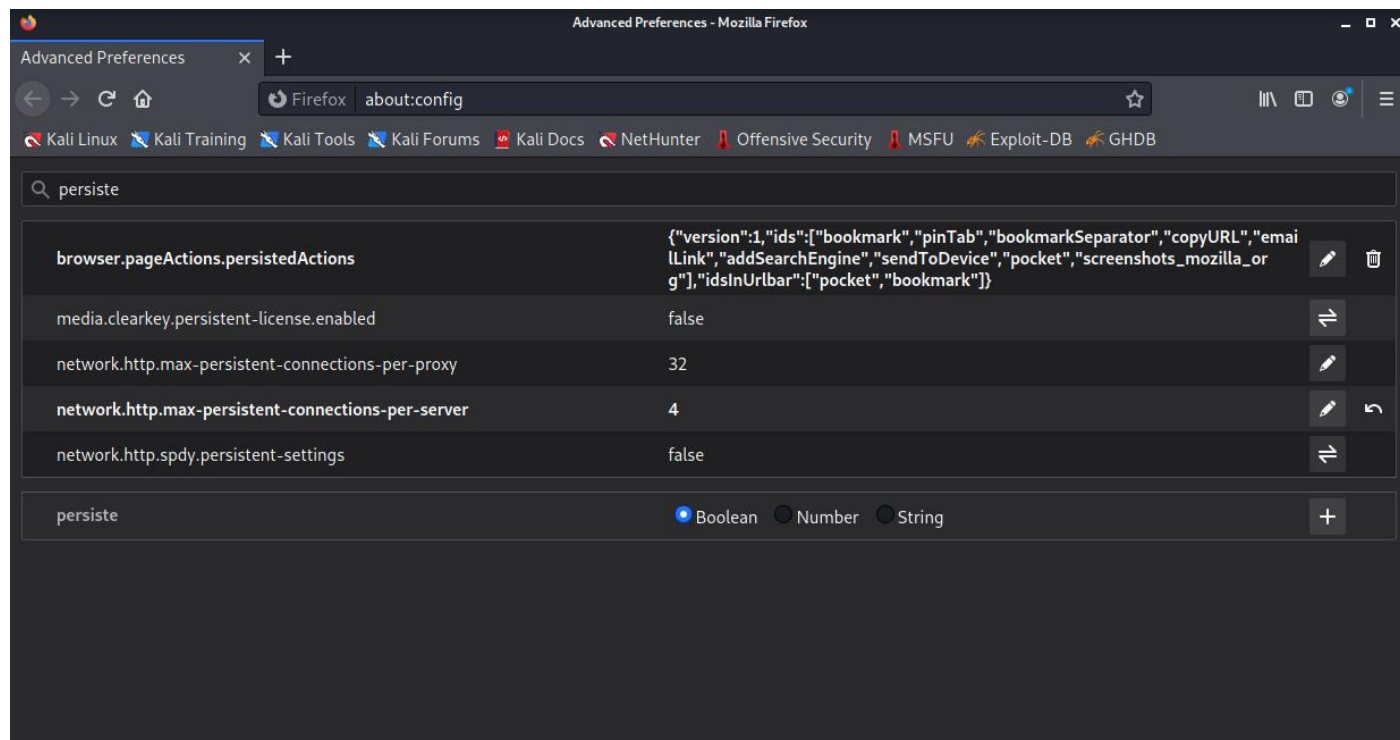 Advanced Preferences - Mozilla Firefox
Advanced Preferences
Firefox about:config
Kali Linux Kali Training Kali Tools Kali Forums Kali Docs NetHunter Offensive Security MSFU Exploit-DB GHDB
persiste
browser.pageActions.persistedActions {"version":1,"ids":["bookmark","pinTab","bookmarkSeparator","copyURL","emai
lLink","addSearchEngine","sendToDevice","pocket","screenshots_mozilla_or
g"],"idsInUrlbar":["pocket","bookmark"]}
media.clearkey.persistent-license.enabled false
network.http.max-persistent-connections-per-proxy 32
network.http.max-persistent-connections-per-server 4
network.http.spdy.persistent-settings false
persiste Boolean Number String